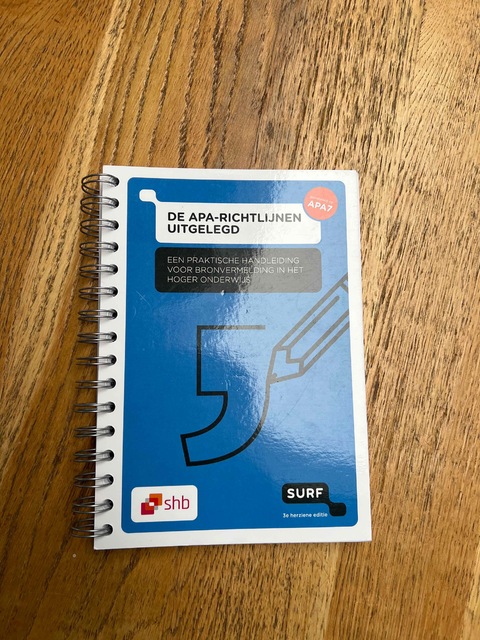 DE APA-RICHTLIJNEN
UITGELEGD
APA7
EEN PRAKTISCHE HANDLEIDING
VOOR BRONVERMELDING IN HET
HOGER ONDERWIJS
shb
SURF
3e herziene editie